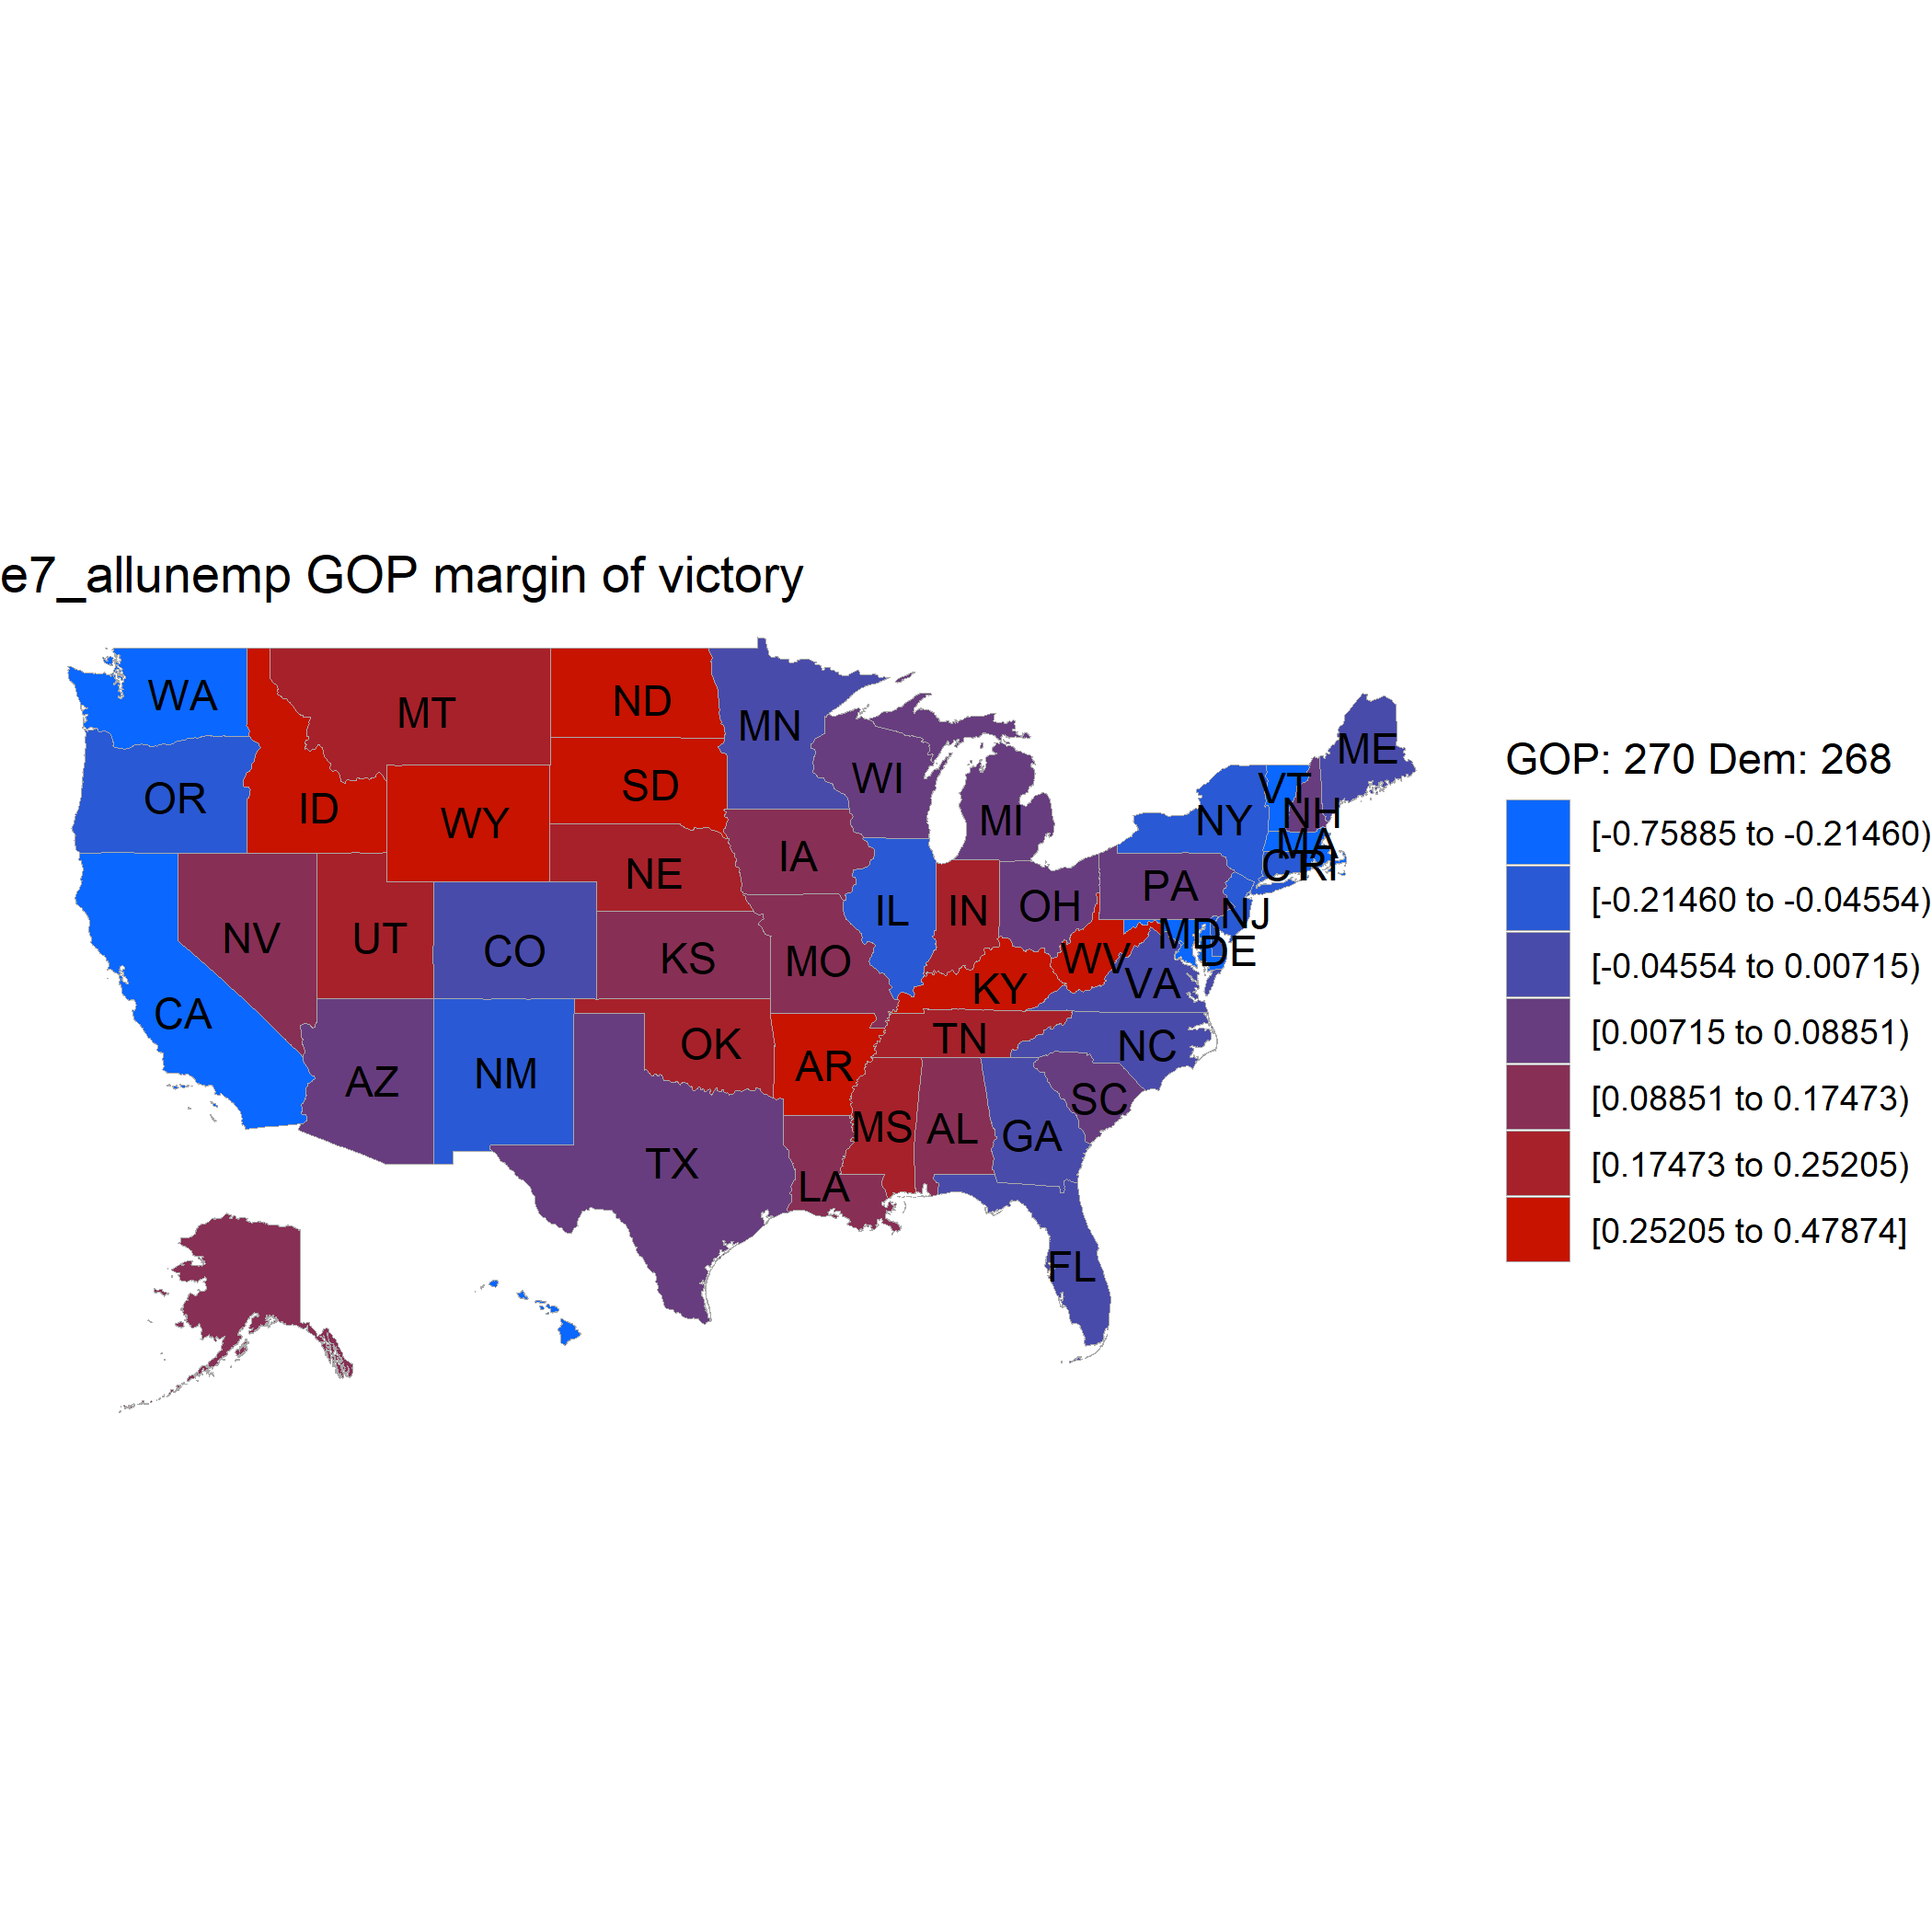 e7_allunemp GOP margin of victory
WA
MT
ND
MN
ME
OR
ID
WY
SD
WI
MI
NY
VT
NH
MA
CT
RI
NV
UT
CO
NE
IA
IL
IN
OH
PA
NJ
MD
DE
CA
KS
MO
KY
WV
VA
AZ
NM
OK
AR
TN
NC
TX
LA
MS
AL
GA
SC
FL
GOP: 270 Dem: 268
[-0.75885 to -0.21460)
[-0.21460 to -0.04554)
[-0.04554 to 0.00715)
[0.00715 to 0.08851)
[0.08851 to 0.17473)
[0.17473 to 0.25205)
[0.25205 to 0.47874]